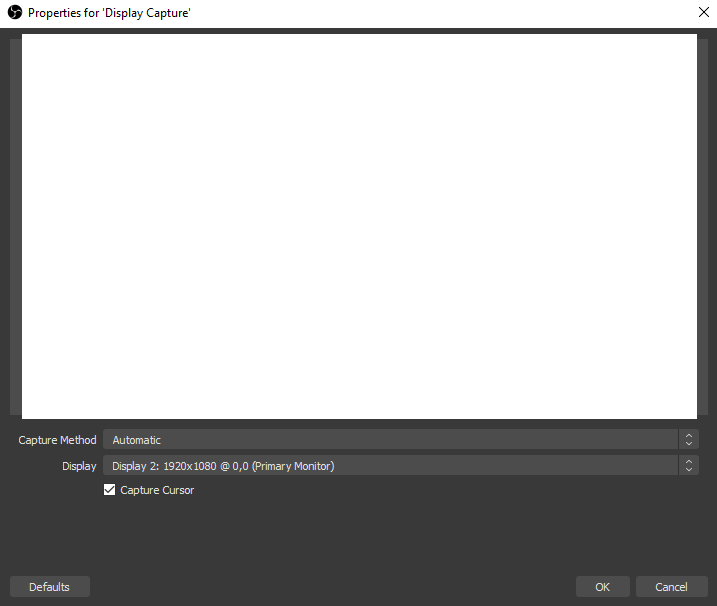 Properties for 'Display Capture'
Capture Method Automatic
Display Display 2: 1920x1080 @ 0,0 (Primary Monitor)
Capture Cursor
Defaults OK Cancel